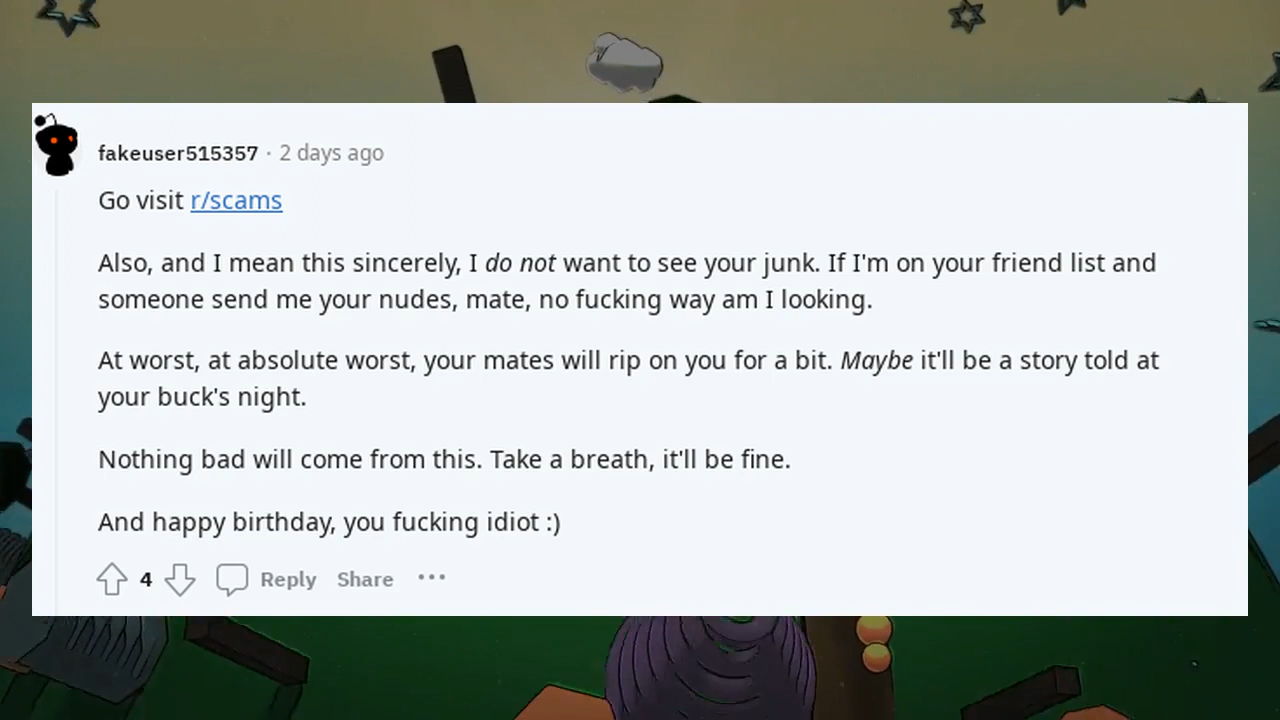 fakeuser515357 · 2 days ago
Go visit r/scams
Also, and I mean this sincerely, I do not want to see your junk. If I'm on your friend list and
someone send me your nudes, mate, no fucking way am I looking.
At worst, at absolute worst, your mates will rip on you for a bit. Maybe it'll be a story told at
your buck's night.
Nothing bad will come from this. Take a breath, it'll be fine.
And happy birthday, you fucking idiot :)
4 Reply Share ···